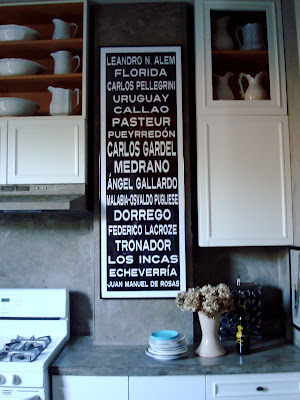 LEANDRO N. ALEM
FLORIDA
CARLOS PELLEGRINI
URUGUAY
CALLAO
PASTEUR
PUEYRREDÓN
CARLOS GARDEL
MEDRANO
ÁNGEL GALLARDO
MALABIA-OSVALDO PUGLIESE
DORREGO
FEDERICO LACROZE
TRONADOR
LOS INCAS
ECHEVERRÍA
JUAN MANUEL DE ROSAS